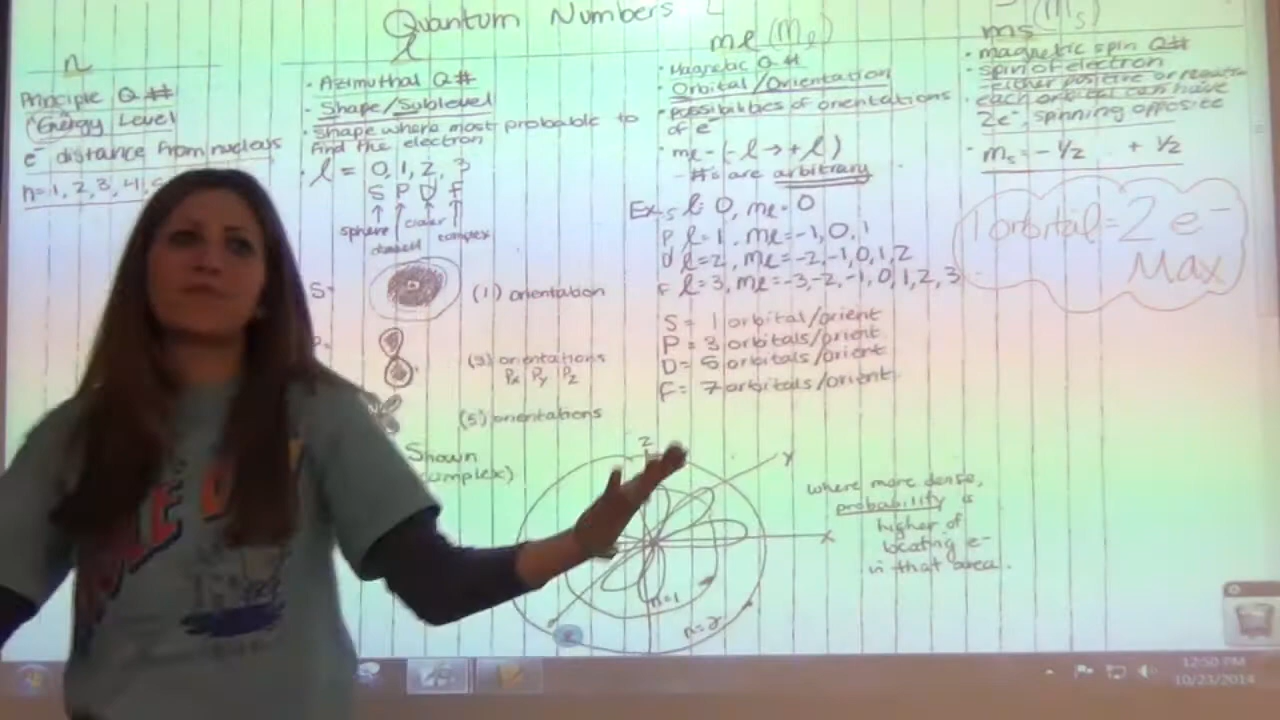 Quantum Numbers
n
Principle Q #
(Energy Level
e⁻ distance from nucleus
n=1, 2, 3, 4,
l
• Azimuthal Q#
• Shape/Sublevel
• Shape where most probable to
find the electron
• l = 0, 1, 2, 3
S P D F
sphere clover
dumbell complex
S=
(1) orientation
P=
(3) orientations
Px Py Pz
(5) orientations
Shown
complex)
ml (ml)
• Magnetic Q #
• Orbital/Orientation
• possibilities of orientations
of e⁻
• ml - (-l → + l)
- #s are arbitrary
Ex. S l: 0, ml= 0
P l=1, ml=-1, 0, 1
D l=2, ml=-2,-1,0,1,2
F l=3, ml=-3,-2,-1,0,1,2,3
S = 1 orbital/orient
P = 3 orbitals/orient
D= 5 orbitals/orient
F= 7 orbitals/orient
ms (ms)
• magnetic spin Q#
• spin of electron
- either positive or negative
• each orbital can have
2e⁻, spinning opposite
• ms = -1/2 + 1/2
1 orbital = 2 e⁻
Max
z
y
x
n=1
n=2
where more dense,
probability is
higher of
locating e-
in that area.
12:50 PM
10/23/2014